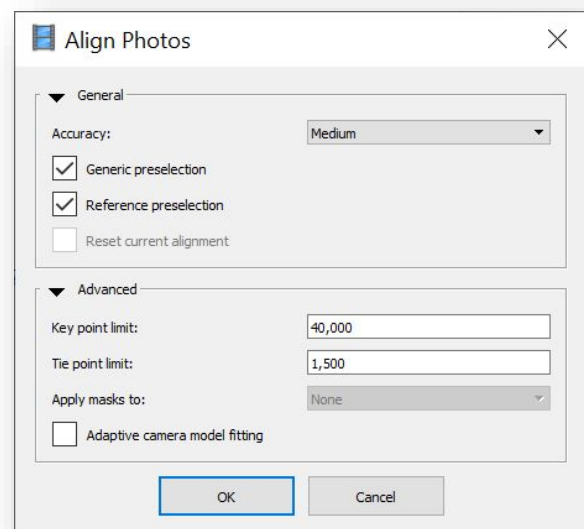 Align Photos
General
Accuracy: Medium
Generic preselection
Reference preselection
Reset current alignment
Advanced
Key point limit: 40,000
Tie point limit: 1,500
Apply masks to: None
Adaptive camera model fitting
OK Cancel